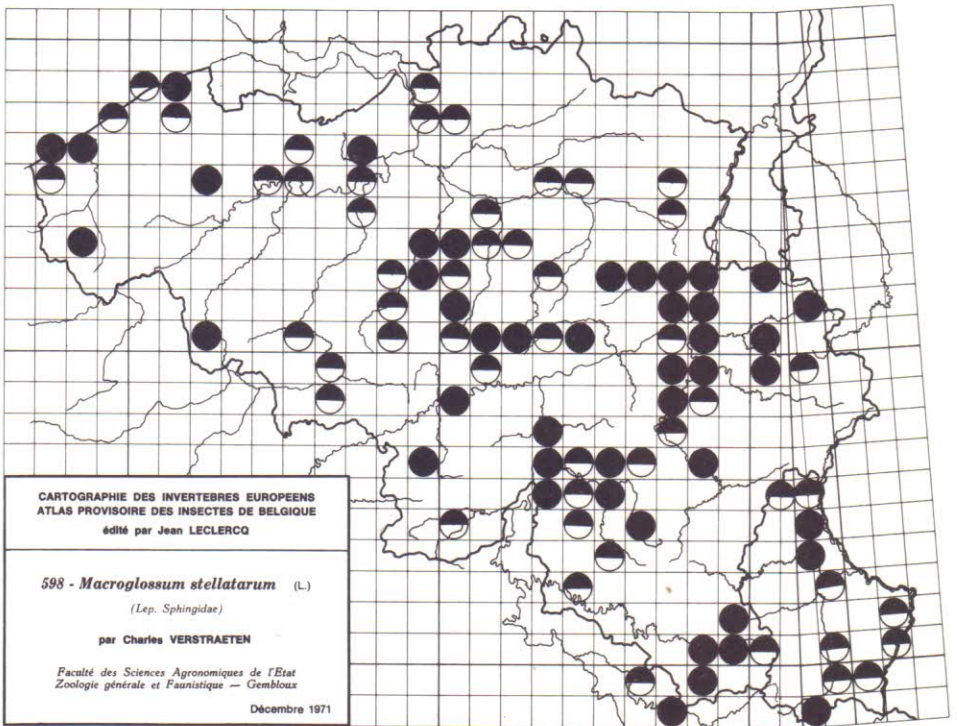 CARTOGRAPHIE DES INVERTEBRES EUROPEENS
ATLAS PROVISOIRE DES INSECTES DE BELGIQUE
édité par Jean LECLERCQ
598 - Macroglossum stellatarum (L.)
(Lep. Sphingidae)
par Charles VERSTRAETEN
Faculté des Sciences Agronomiques de l'Etat
Zoologie générale et Faunistique — Gembloux
Décembre 1971